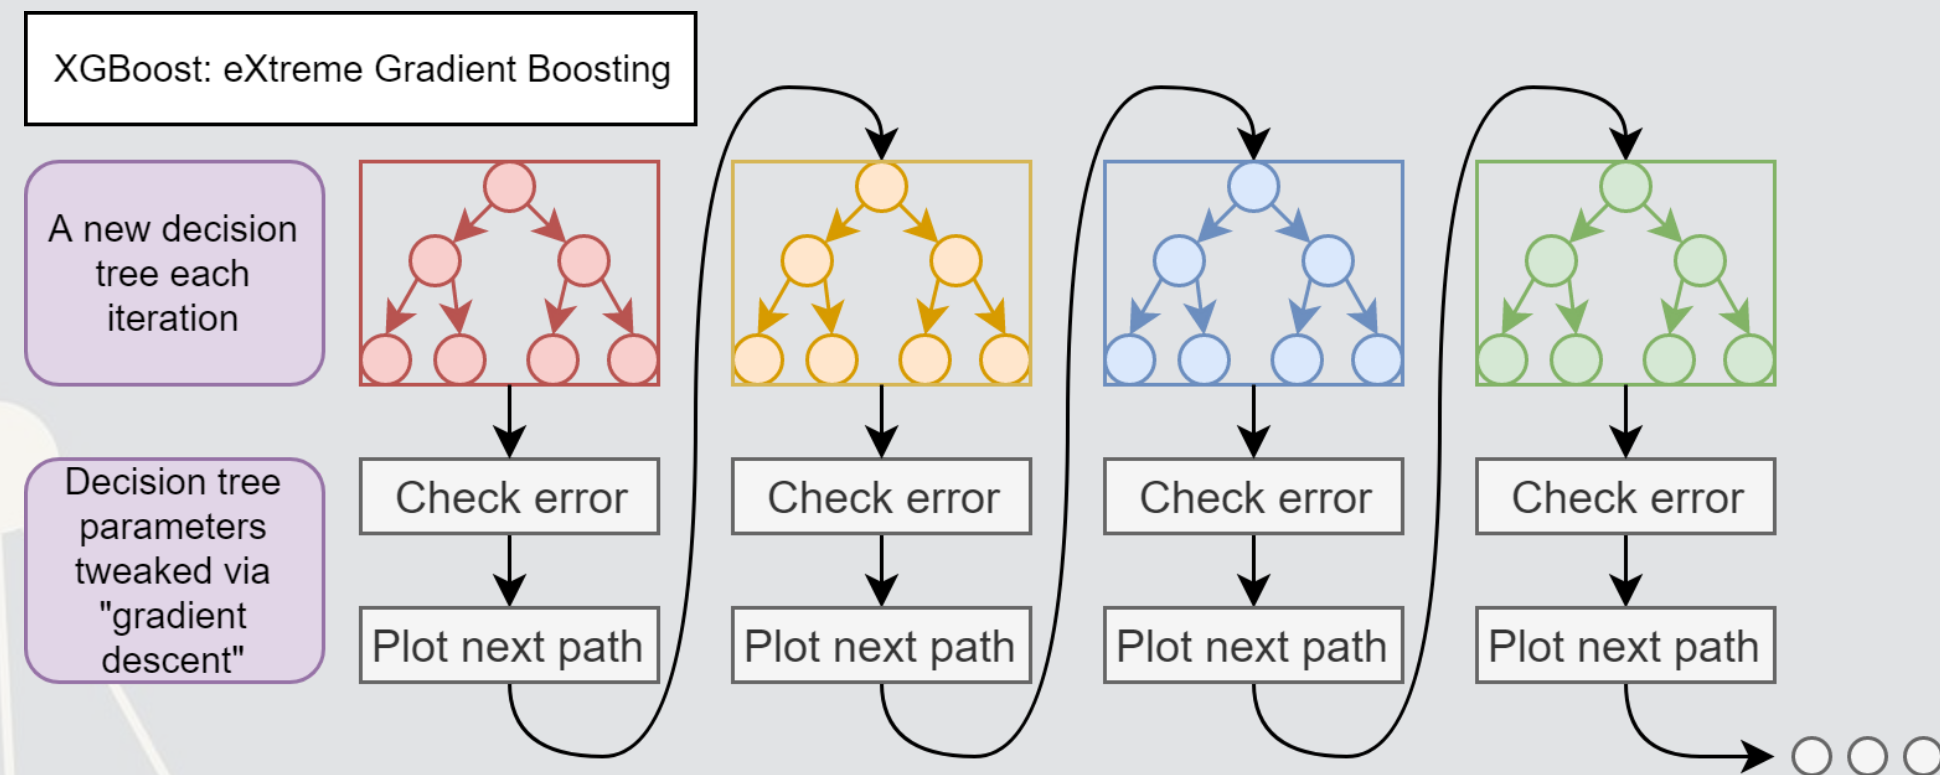 XGBoost: eXtreme Gradient Boosting
A new decision
tree each
iteration
Decision tree
parameters
tweaked via
"gradient
descent"
Check error
Check error
Check error
Check error
Plot next path
Plot next path
Plot next path
Plot next path